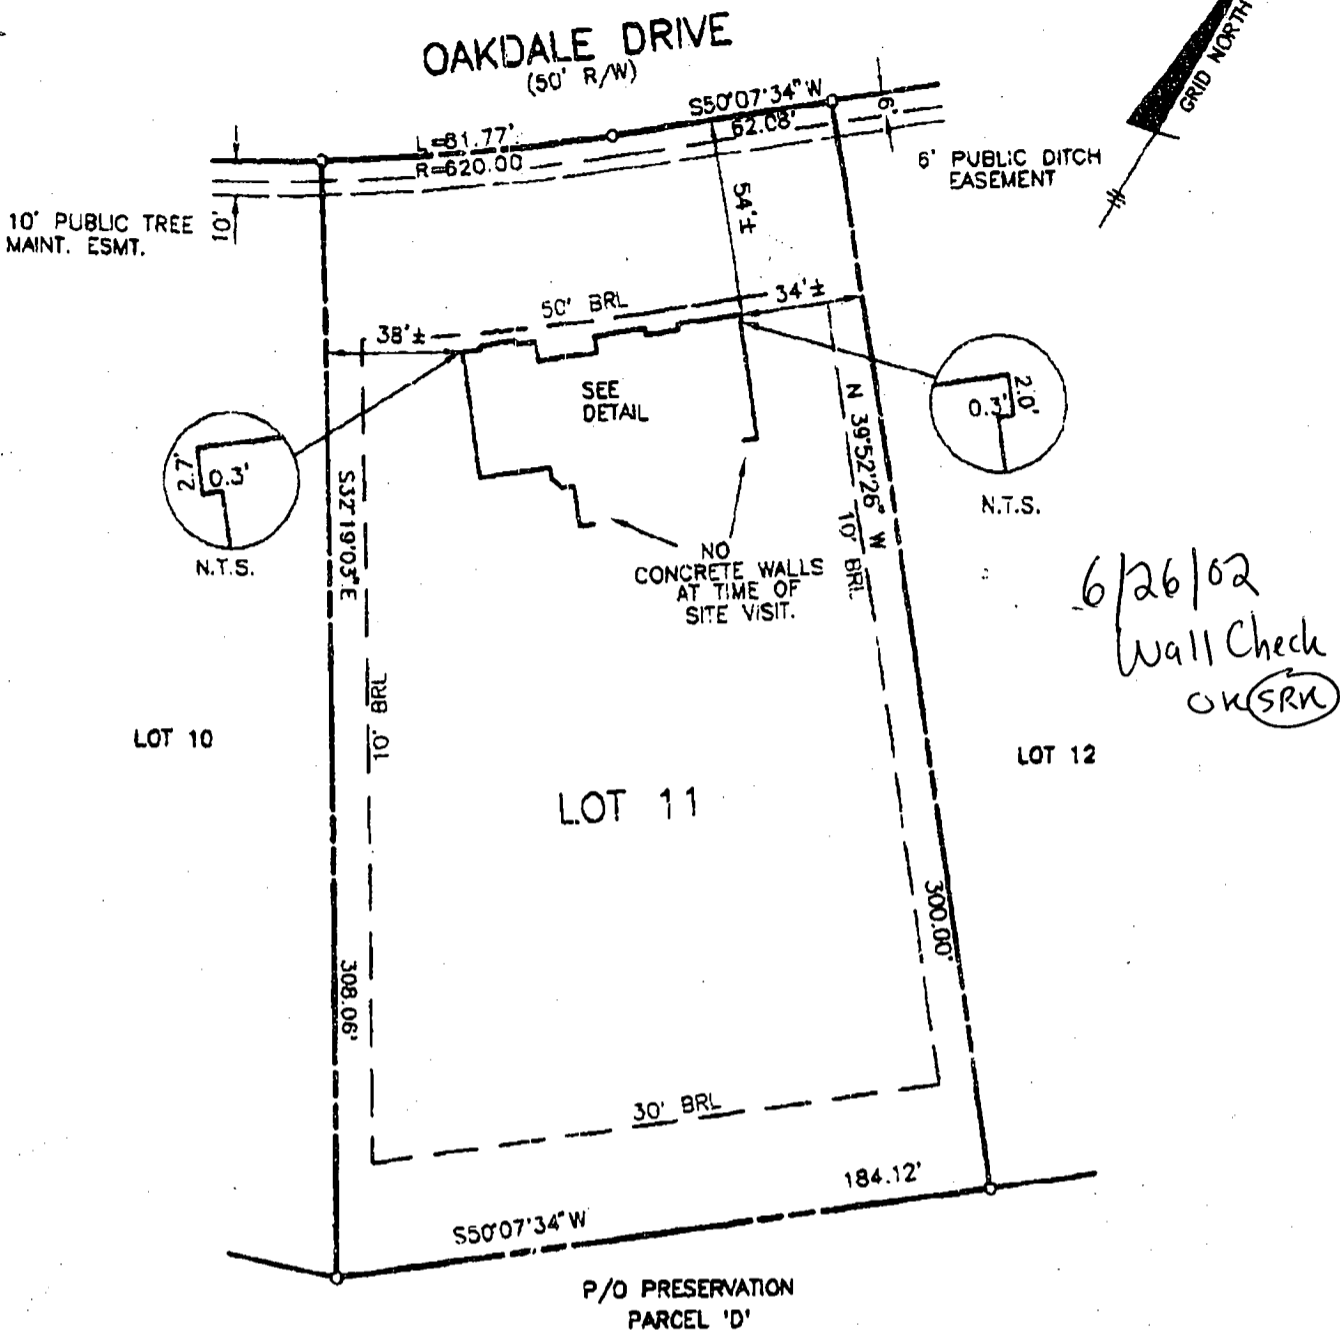 OAKDALE DRIVE
(50' R/W)
GRID NORTH
S50°07'34" W
62.08'
L=81.77'
R=620.00
6'
6' PUBLIC DITCH
EASEMENT
10' PUBLIC TREE
MAINT. ESMT.
10'
54'±
50' BRL
34'±
38'±
SEE
DETAIL
2.7'
0.3'
N.T.S.
0.3'
2.0'
N.T.S.
S32°19'03"E
N 39°52'26" W
10' BRL
NO
CONCRETE WALLS
AT TIME OF
SITE VISIT.
6/26/02
Wall Check
OK SRK
10' BRL
LOT 10
LOT 12
LOT 11
300.00'
308.06'
30' BRL
184.12'
S50°07'34" W
P/O PRESERVATION
PARCEL 'D'